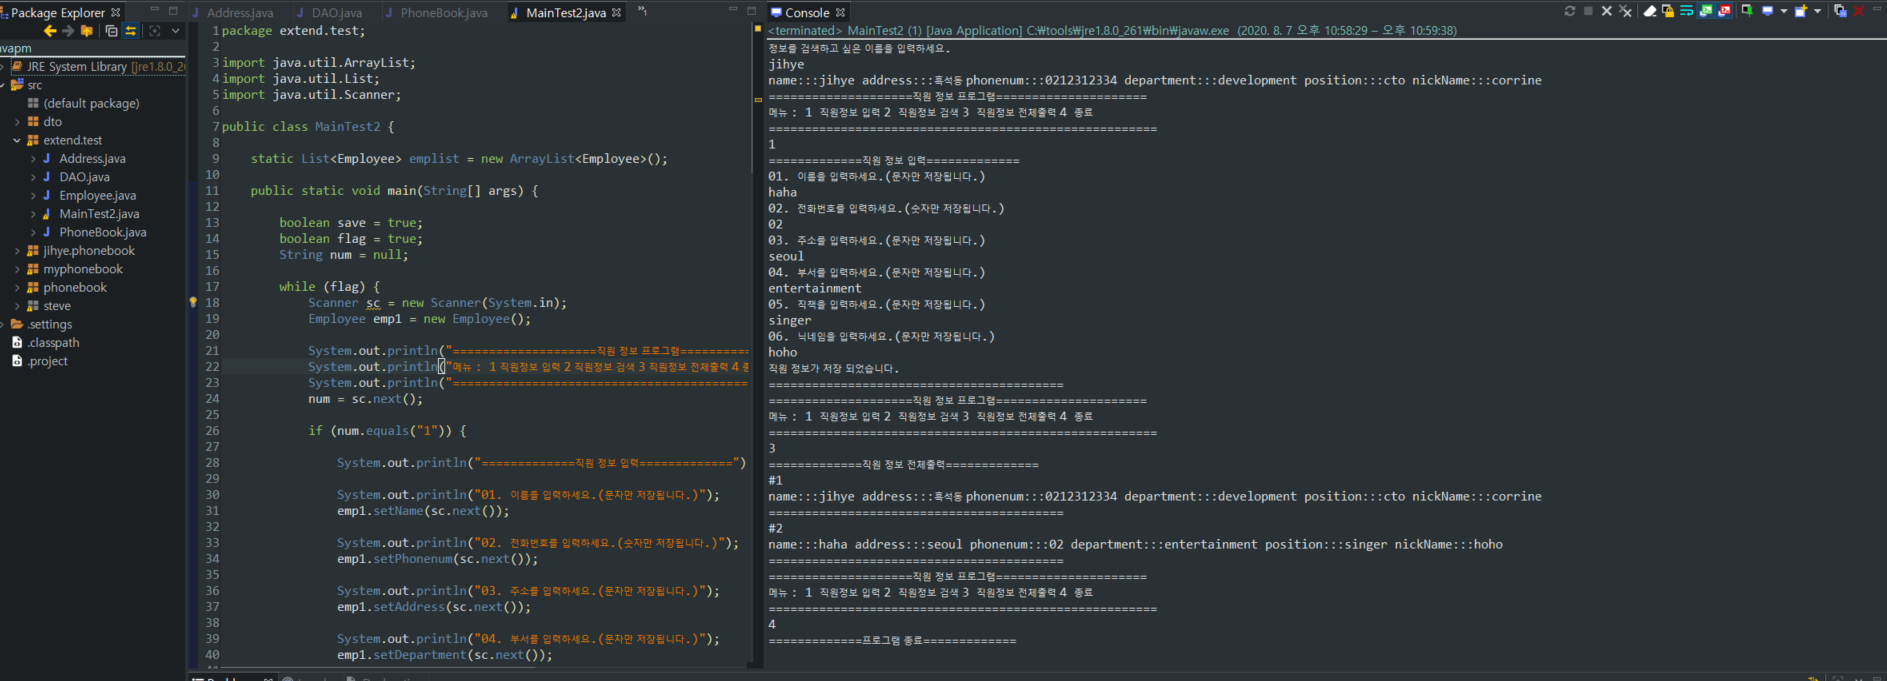 Package Explorer
avapm
JRE System Library [jre1.8.0_26
src
(default package)
dto
extend.test
Address.java
DAO.java
Employee.java
MainTest2.java
PhoneBook.java
jihye.phonebook
myphonebook
phonebook
steve
.settings
.classpath
.project
Address.java DAO.java PhoneBook.java MainTest2.java »1
1 package extend.test;
2
3 import java.util.ArrayList;
4 import java.util.List;
5 import java.util.Scanner;
6
7 public class MainTest2 {
8
9 static List<Employee> emplist = new ArrayList<Employee>();
10
11 public static void main(String[] args) {
12
13 boolean save = true;
14 boolean flag = true;
15 String num = null;
16
17 while (flag) {
18 Scanner sc = new Scanner(System.in);
19 Employee emp1 = new Employee();
20
21 System.out.println("====================직원 정보 프로그램==========
22 System.out.println("메뉴 : 1 직원정보 입력 2 직원정보 검색 3 직원정보 전체출력 4 종
23 System.out.println("=========================================
24 num = sc.next();
25
26 if (num.equals("1")) {
27
28 System.out.println("=============직원 정보 입력=============")
29
30 System.out.println("01. 이름을 입력하세요.(문자만 저장됩니다.)");
31 emp1.setName(sc.next());
32
33 System.out.println("02. 전화번호를 입력하세요.(숫자만 저장됩니다.)");
34 emp1.setPhonenum(sc.next());
35
36 System.out.println("03. 주소를 입력하세요.(문자만 저장됩니다.)");
37 emp1.setAddress(sc.next());
38
39 System.out.println("04. 부서를 입력하세요.(문자만 저장됩니다.)");
40 emp1.setDepartment(sc.next());
Console
<terminated> MainTest2 (1) [Java Application] C:₩tools₩jre1.8.0_261₩bin₩javaw.exe (2020. 8. 7 오후 10:58:29 – 오후 10:59:38)
정보를 검색하고 싶은 이름을 입력하세요.
jihye
name:::jihye address:::흑석동 phonenum:::0212312334 department:::development position:::cto nickName:::corrine
====================직원 정보 프로그램=====================
메뉴 : 1 직원정보 입력 2 직원정보 검색 3 직원정보 전체출력 4 종료
======================================================
1
=============직원 정보 입력=============
01. 이름을 입력하세요.(문자만 저장됩니다.)
haha
02. 전화번호를 입력하세요.(숫자만 저장됩니다.)
02
03. 주소를 입력하세요.(문자만 저장됩니다.)
seoul
04. 부서를 입력하세요.(문자만 저장됩니다.)
entertainment
05. 직책을 입력하세요.(문자만 저장됩니다.)
singer
06. 닉네임을 입력하세요.(문자만 저장됩니다.)
hoho
직원 정보가 저장 되었습니다.
=========================================
====================직원 정보 프로그램=====================
메뉴 : 1 직원정보 입력 2 직원정보 검색 3 직원정보 전체출력 4 종료
======================================================
3
=============직원 정보 전체출력=============
#1
name:::jihye address:::흑석동 phonenum:::0212312334 department:::development position:::cto nickName:::corrine
=========================================
#2
name:::haha address:::seoul phonenum:::02 department:::entertainment position:::singer nickName:::hoho
=========================================
====================직원 정보 프로그램=====================
메뉴 : 1 직원정보 입력 2 직원정보 검색 3 직원정보 전체출력 4 종료
======================================================
4
=============프로그램 종료=============